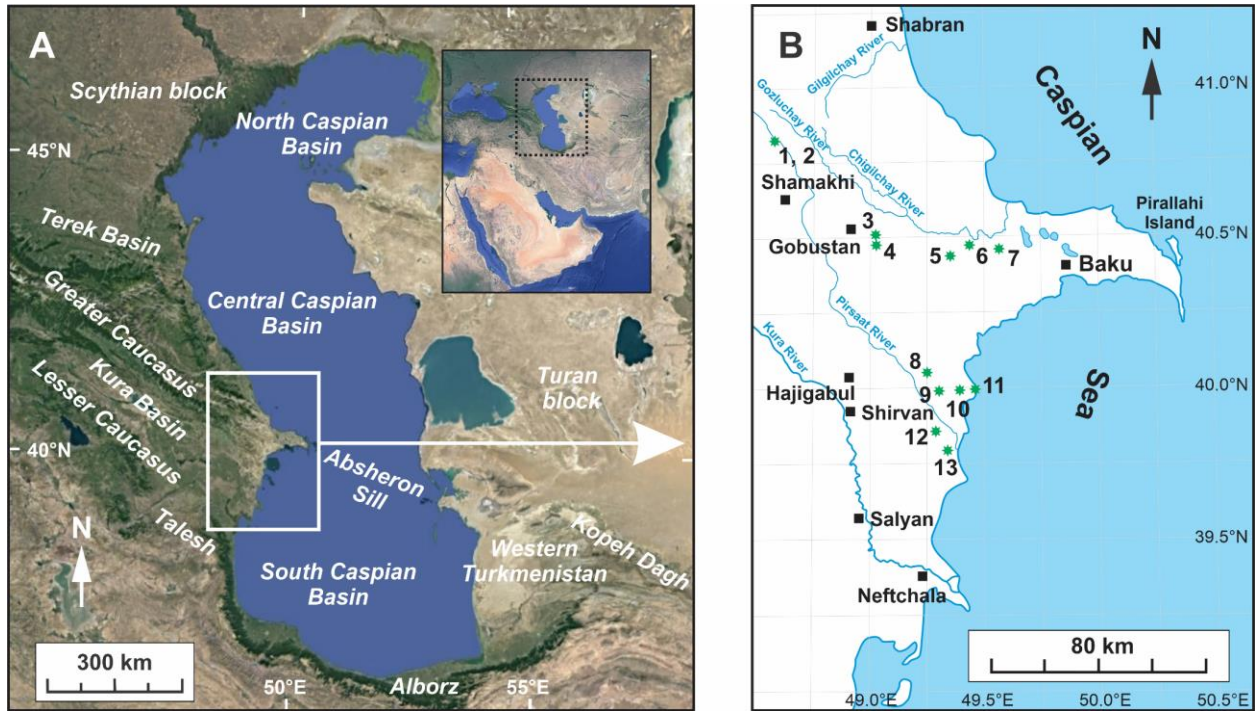 A
Scythian block
North Caspian
Basin
45°N
Terek Basin
Greater Caucasus
Kura Basin
Lesser Caucasus
Central Caspian
Basin
Turan
block
40°N
Absheron
Sill
Talesh
N
Western
Turkmenistan
Kopeh Dagh
South Caspian
Basin
300 km
Alborz
50°E
55°E
B
Shabran
N
Gilgilchay River
Caspian
41.0°N
Gozluchay River
1, 2
Chigilchay River
Shamakhi
Pirallahi
Island
3
40.5°N
Gobustan
4
5
6
7
Baku
Pirsaat River
Kura River
Sea
8
Hajigabul
9
10
11
40.0°N
Shirvan
12
13
Salyan
39.5°N
Neftchala
80 km
49.0°E
49.5°E
50.0°E
50.5°E